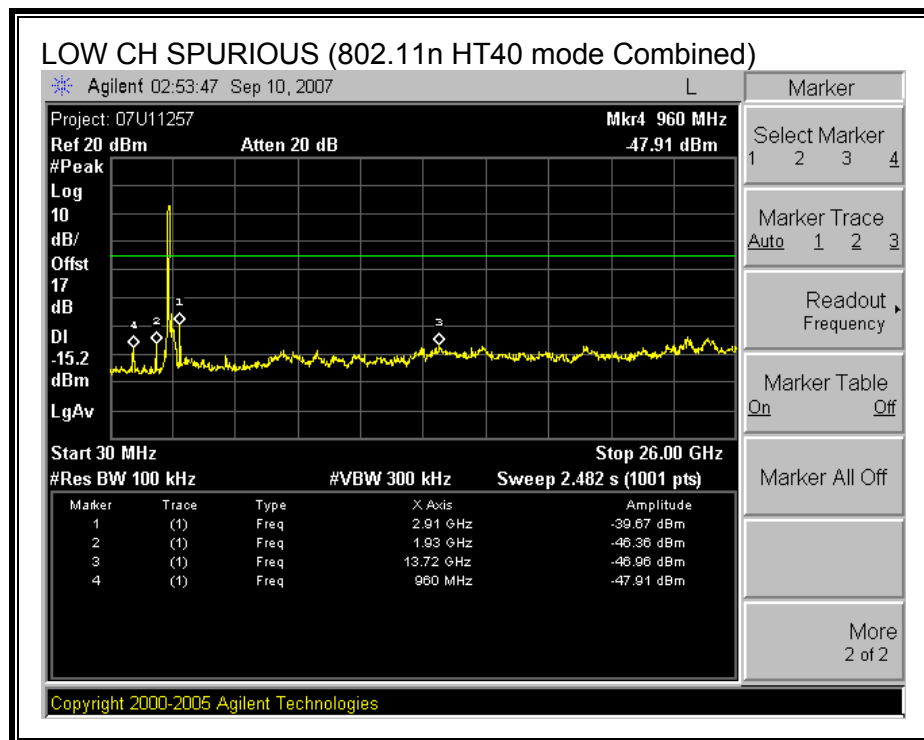 LOW CH SPURIOUS (802.11n HT40 mode Combined)
Agilent 02:53:47 Sep 10, 2007 L
Project: 07U11257 Mkr4 960 MHz
Ref 20 dBm Atten 20 dB -47.91 dBm
#Peak
Log
10
dB/
Offst
17
dB
DI
-15.2
dBm
LgAv
1
2
3
4
Start 30 MHz Stop 26.00 GHz
#Res BW 100 kHz #VBW 300 kHz Sweep 2.482 s (1001 pts)
Marker Trace Type X Axis Amplitude
1 (1) Freq 2.91 GHz -39.67 dBm
2 (1) Freq 1.93 GHz -46.36 dBm
3 (1) Freq 13.72 GHz -46.96 dBm
4 (1) Freq 960 MHz -47.91 dBm
Copyright 2000-2005 Agilent Technologies
Marker
Select Marker
1 2 3 4
Marker Trace
Auto 1 2 3
Readout
Frequency
Marker Table
On Off
Marker All Off
More
2 of 2